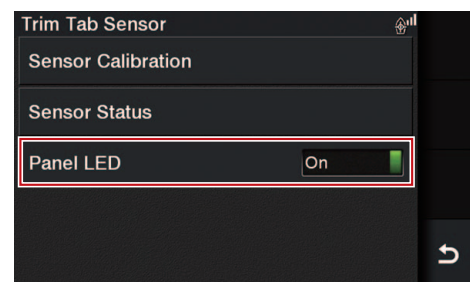 Trim Tab Sensor
Sensor Calibration
Sensor Status
Panel LED On